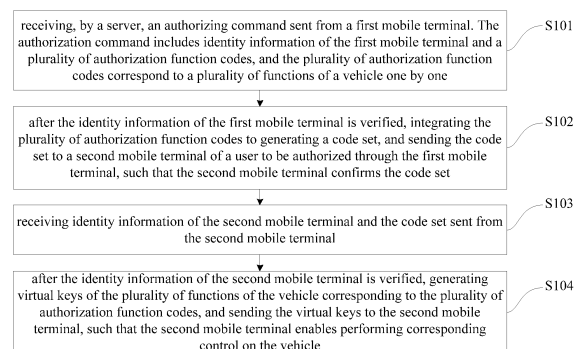 receiving, by a server, an authorizing command sent from a first mobile terminal. The
authorization command includes identity information of the first mobile terminal and a
plurality of authorization function codes, and the plurality of authorization function
codes correspond to a plurality of functions of a vehicle one by one
S101
after the identity information of the first mobile terminal is verified, integrating the
plurality of authorization function codes to generating a code set, and sending the code
set to a second mobile terminal of a user to be authorized through the first mobile
terminal, such that the second mobile terminal confirms the code set
S102
receiving identity information of the second mobile terminal and the code set sent from
the second mobile terminal
S103
after the identity information of the second mobile terminal is verified, generating
virtual keys of the plurality of functions of the vehicle corresponding to the plurality of
authorization function codes, and sending the virtual keys to the second mobile
terminal, such that the second mobile terminal enables performing corresponding
control on the vehicle
S104